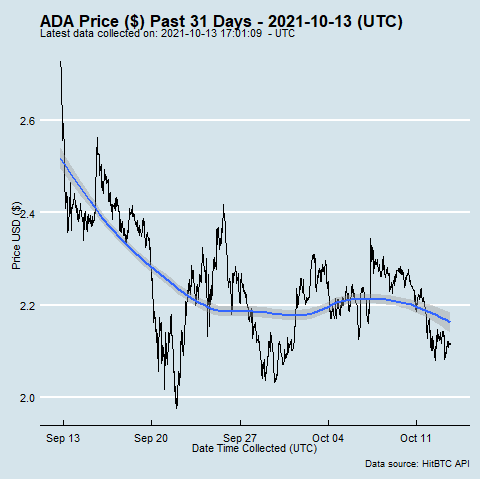 ADA Price ($) Past 31 Days - 2021-10-13 (UTC)
Latest data collected on: 2021-10-13 17:01:09  - UTC
2.6
2.4
2.2
2.0
Price USD ($)
Sep 13
Sep 20
Sep 27
Oct 04
Oct 11
Date Time Collected (UTC)
Data source: HitBTC API